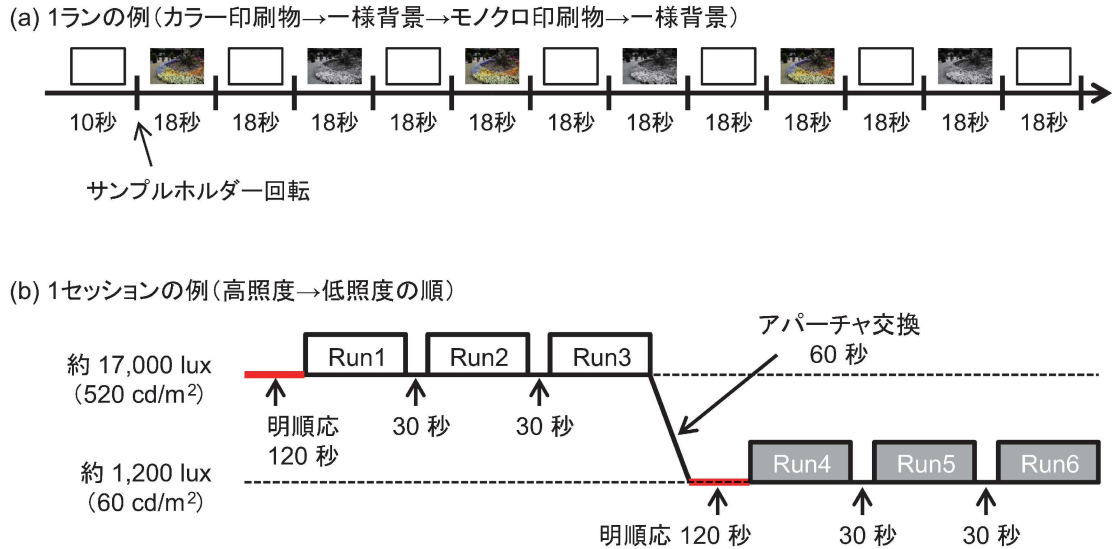 (a) 1ランの例(カラー印刷物→一様背景→モノクロ印刷物→一様背景)
10秒 18秒 18秒 18秒 18秒 18秒 18秒 18秒 18秒 18秒 18秒 18秒 18秒
サンプルホルダー回転
(b) 1セッションの例(高照度→低照度の順)
アパーチャ交換
60 秒
約 17,000 lux
(520 cd/m²)
Run1 Run2 Run3
明順応
120 秒
30 秒 30 秒
約 1,200 lux
(60 cd/m²)
Run4 Run5 Run6
明順応 120 秒 30 秒 30 秒